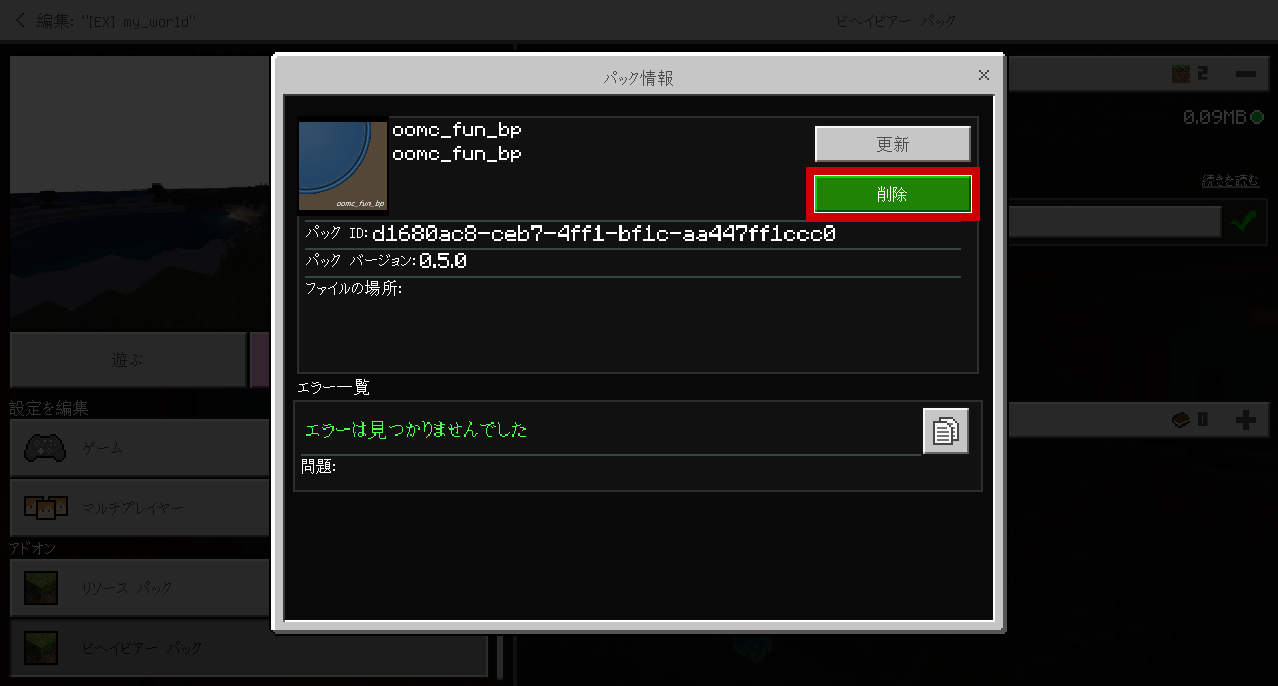 編集: "[EX] my_world"
ビヘイビアー パック
パック情報
2
oomc_fun_bp
oomc_fun_bp
更新
0.09MB
削除
続きを読む
oomc_fun_bp
パック ID: d1680ac8-ceb7-4ff1-bf1c-aa447ff1ccc0
パック バージョン: 0.5.0
ファイルの場所:
遊ぶ
エラー一覧
設定を編集
0
エラーは見つかりませんでした
ゲーム
問題:
マルチプレイヤー
アドオン
リソース パック
ビヘイビアー パック